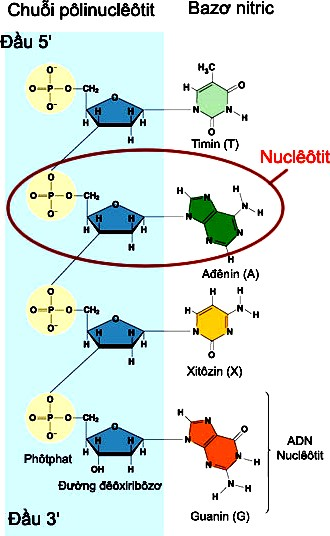 Chuỗi pôlinuclêôtit
Bazơ nitric
Đầu 5'
Timin (T)
Nuclêôtit
Ađênin (A)
Xitôzin (X)
Phôtphat
Đường đêôxiribôzơ
Guanin (G)
ADN
Nuclêôtit
Đầu 3'